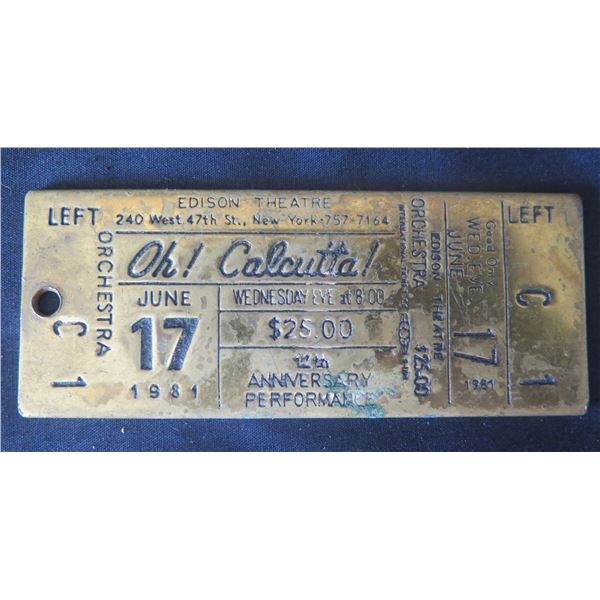 EDISON THEATRE
240 West 47th St., New York·757-7164
LEFT
ORCHESTRA
C 1
Oh! Calcutta!
JUNE
17
1981
WEDNESDAY EVE at 8:00
$25.00
12th
ANNIVERSARY
PERFORMANCE
ORCHESTRA $25.00
EDISON THEATRE
JUNE 17
WED. EVE.
Good Only
1981
LEFT
C
1